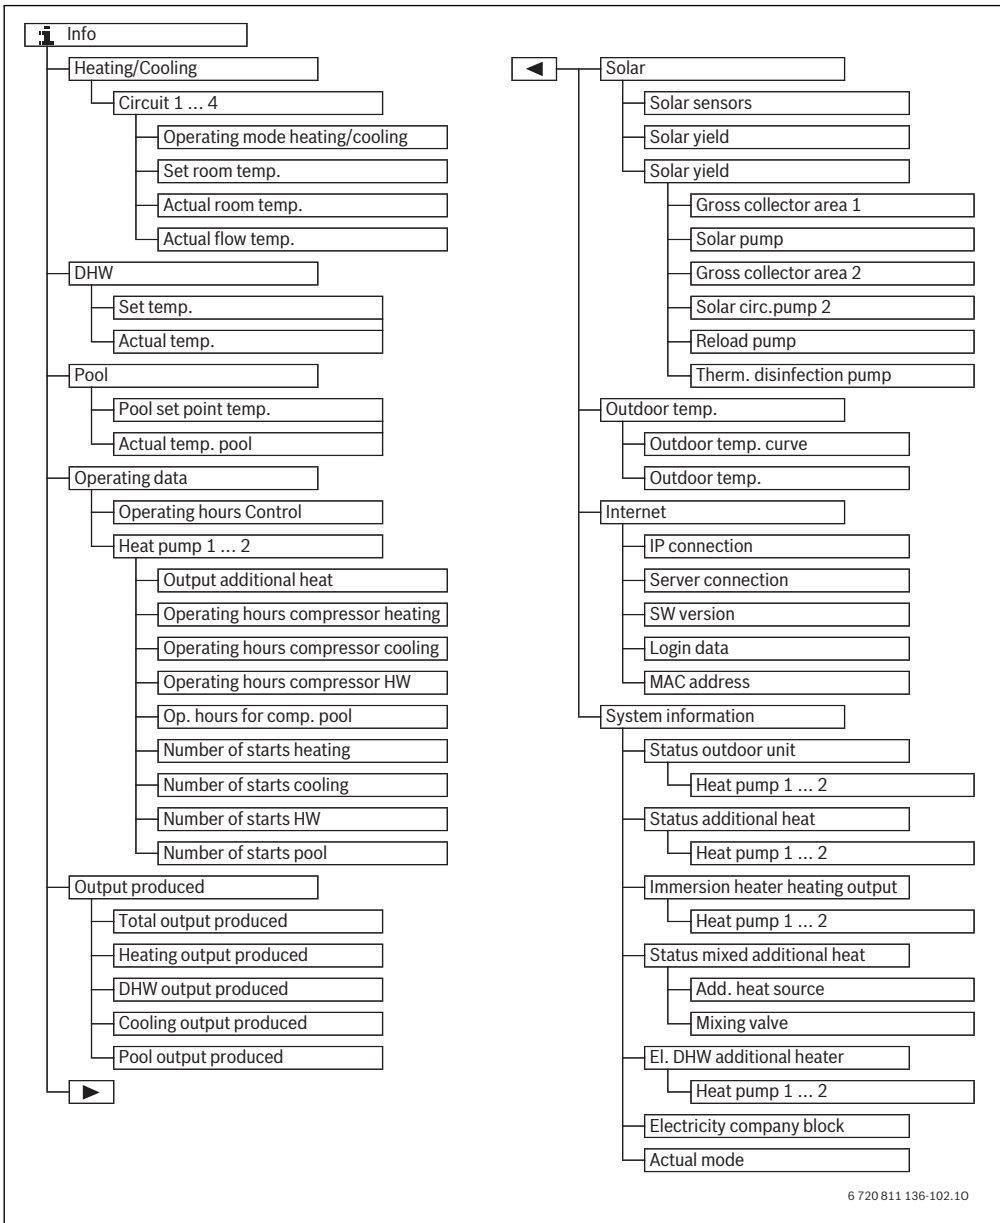 Info
Heating/Cooling
Circuit 1 ... 4
Operating mode heating/cooling
Set room temp.
Actual room temp.
Actual flow temp.
DHW
Set temp.
Actual temp.
Pool
Pool set point temp.
Actual temp. pool
Operating data
Operating hours Control
Heat pump 1 ... 2
Output additional heat
Operating hours compressor heating
Operating hours compressor cooling
Operating hours compressor HW
Op. hours for comp. pool
Number of starts heating
Number of starts cooling
Number of starts HW
Number of starts pool
Output produced
Total output produced
Heating output produced
DHW output produced
Cooling output produced
Pool output produced
Solar
Solar sensors
Solar yield
Solar yield
Gross collector area 1
Solar pump
Gross collector area 2
Solar circ.pump 2
Reload pump
Therm. disinfection pump
Outdoor temp.
Outdoor temp. curve
Outdoor temp.
Internet
IP connection
Server connection
SW version
Login data
MAC address
System information
Status outdoor unit
Heat pump 1 ... 2
Status additional heat
Heat pump 1 ... 2
Immersion heater heating output
Heat pump 1 ... 2
Status mixed additional heat
Add. heat source
Mixing valve
El. DHW additional heater
Heat pump 1 ... 2
Electricity company block
Actual mode
6 720 811 136-102.1O